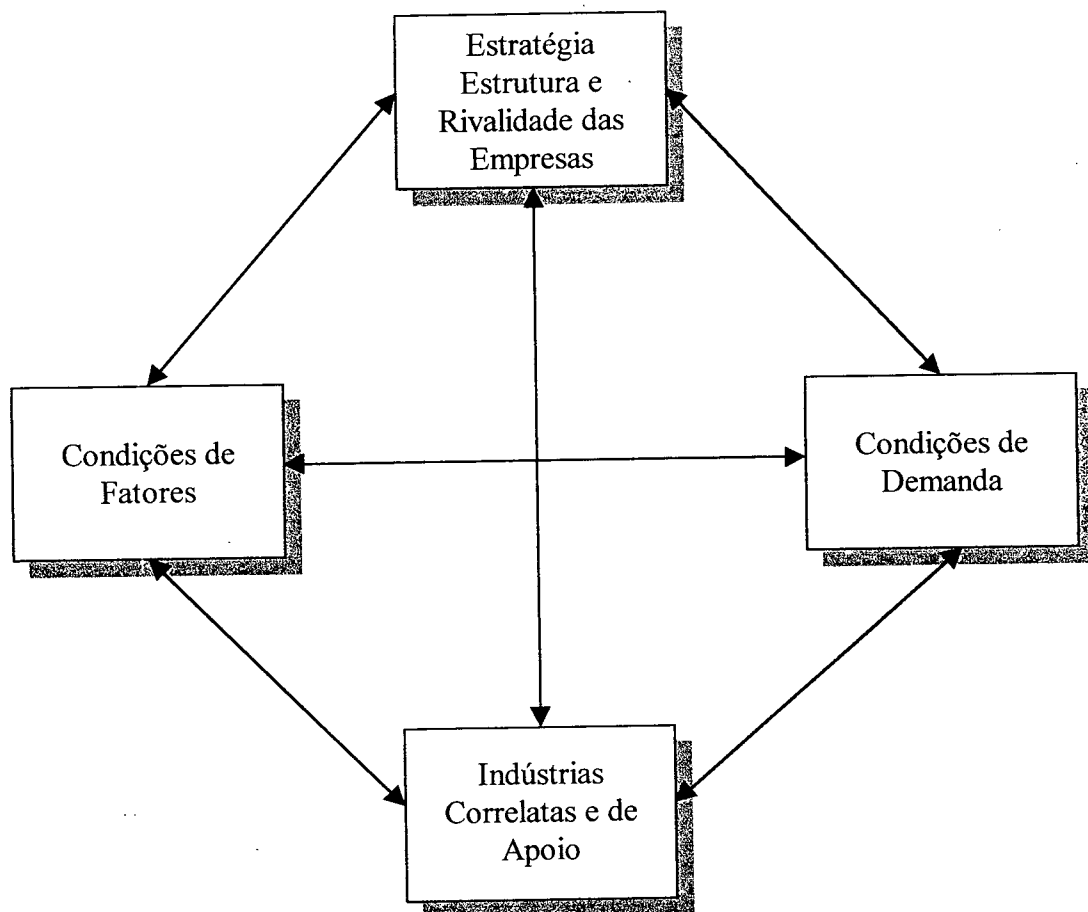 Estratégia
Estrutura e
Rivalidade das
Empresas
Condições de
Fatores
Condições de
Demanda
Indústrias
Correlatas e de
Apoio